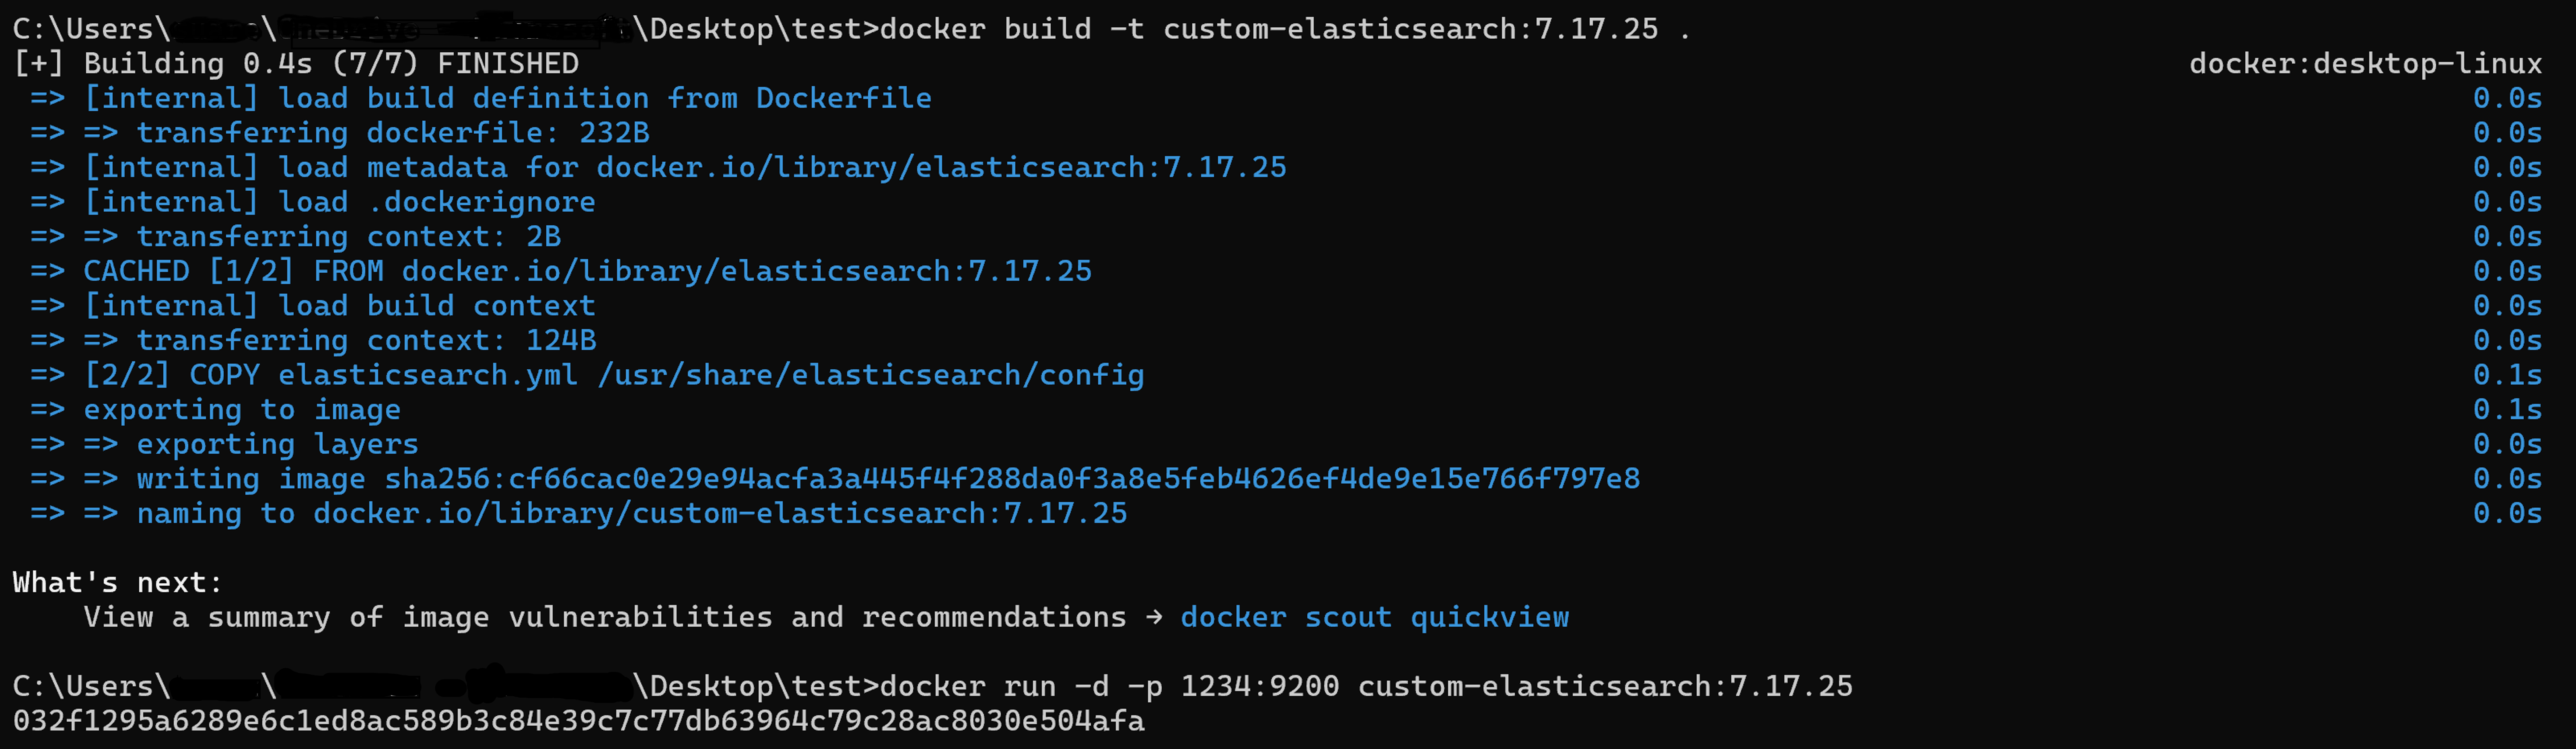 C:\Users\ \ \Desktop\test>docker build -t custom-elasticsearch:7.17.25 .
[+] Building 0.4s (7/7) FINISHED docker:desktop-linux
=> [internal] load build definition from Dockerfile 0.0s
=> => transferring dockerfile: 232B 0.0s
=> [internal] load metadata for docker.io/library/elasticsearch:7.17.25 0.0s
=> [internal] load .dockerignore 0.0s
=> => transferring context: 2B 0.0s
=> CACHED [1/2] FROM docker.io/library/elasticsearch:7.17.25 0.0s
=> [internal] load build context 0.0s
=> => transferring context: 124B 0.0s
=> [2/2] COPY elasticsearch.yml /usr/share/elasticsearch/config 0.1s
=> exporting to image 0.1s
=> => exporting layers 0.0s
=> => writing image sha256:cf66cac0e29e94acfa3a445f4f288da0f3a8e5feb4626ef4de9e15e766f797e8 0.0s
=> => naming to docker.io/library/custom-elasticsearch:7.17.25 0.0s
What's next:
View a summary of image vulnerabilities and recommendations → docker scout quickview
C:\Users\ \ \Desktop\test>docker run -d -p 1234:9200 custom-elasticsearch:7.17.25
032f1295a6289e6c1ed8ac589b3c84e39c7c77db63964c79c28ac8030e504afa